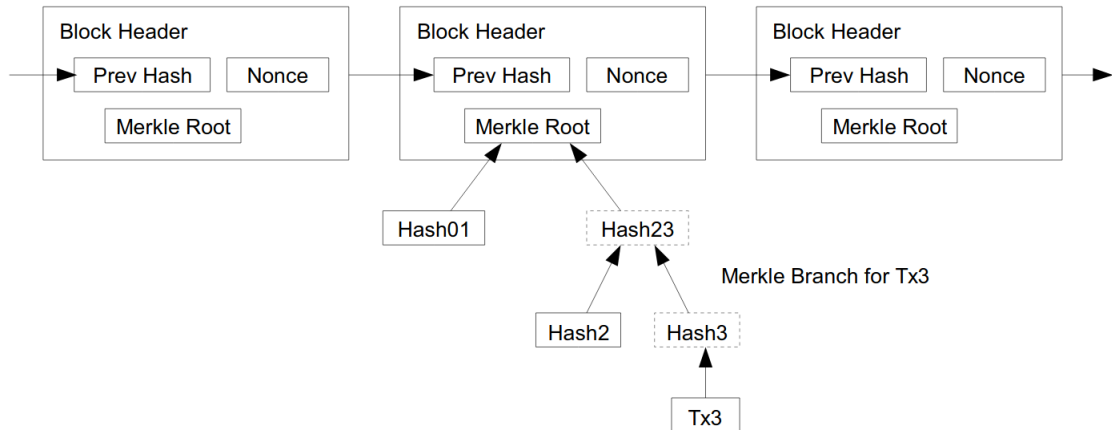 Block Header
Prev Hash
Nonce
Merkle Root
Block Header
Prev Hash
Nonce
Merkle Root
Block Header
Prev Hash
Nonce
Merkle Root
Hash01
Hash23
Merkle Branch for Tx3
Hash2
Hash3
Tx3